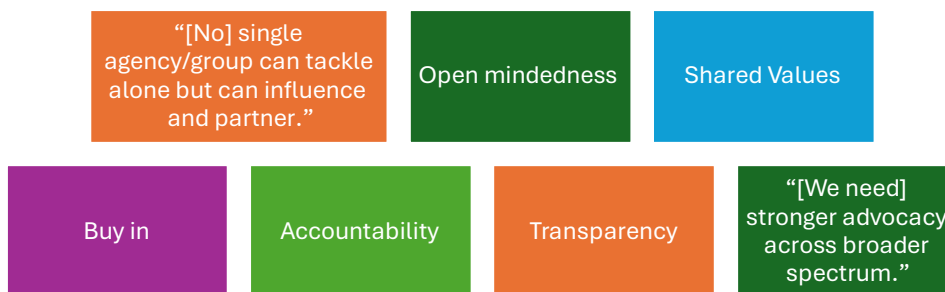 “[No] single
agency/group can tackle
alone but can influence
and partner.”
Open mindedness
Shared Values
Buy in
Accountability
Transparency
“[We need]
stronger advocacy
across broader
spectrum.”